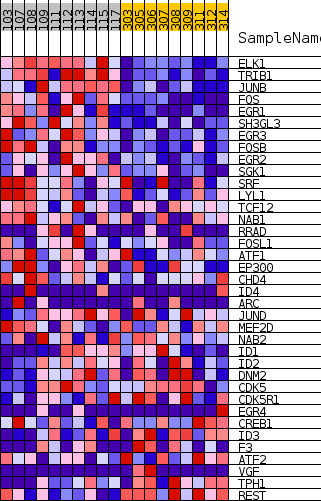 103 107 108 109 111 112 113 114 115 117 303 305 306 307 308 309 311 312 314
SampleName
ELK1
TRIB1
JUNB
FOS
EGR1
SH3GL3
EGR3
FOSB
EGR2
SGK1
SRF
LYL1
TCF12
NAB1
RRAD
FOSL1
ATF1
EP300
CHD4
ID4
ARC
JUND
MEF2D
NAB2
ID1
ID2
DNM2
CDK5
CDK5R1
EGR4
CREB1
ID3
F3
ATF2
VGF
TPH1
REST